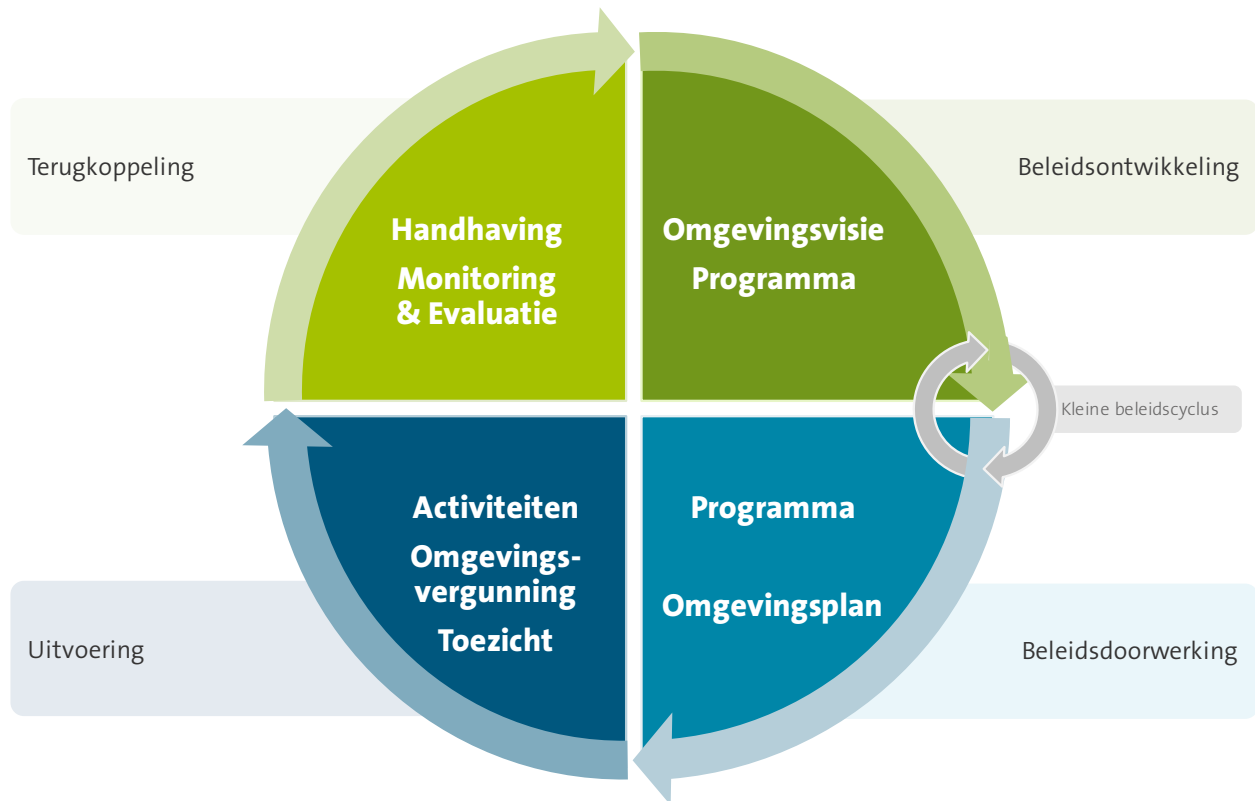 Terugkoppeling
Beleidsontwikkeling
Handhaving
Monitoring
& Evaluatie
Omgevingsvisie
Programma
Kleine beleidscyclus
Activiteiten
Omgevings-
vergunning
Toezicht
Programma
Omgevingsplan
Uitvoering
Beleidsdoorwerking